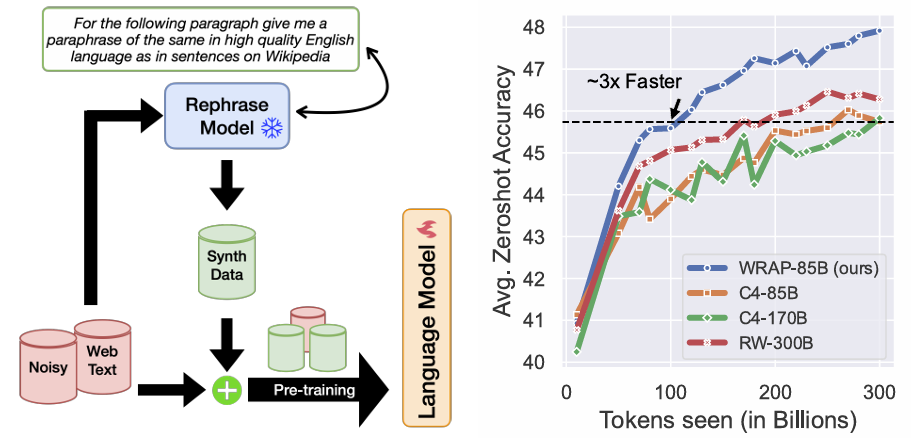 For the following paragraph give me a
paraphrase of the same in high quality English
language as in sentences on Wikipedia
Rephrase
Model
Synth
Data
Noisy
Web
Text
Pre-training
Language Model
48
47
46
45
44
43
42
41
40
Avg. Zeroshot Accuracy
~3x Faster
WRAP-85B (ours)
C4-85B
C4-170B
RW-300B
0
100
200
300
Tokens seen (in Billions)